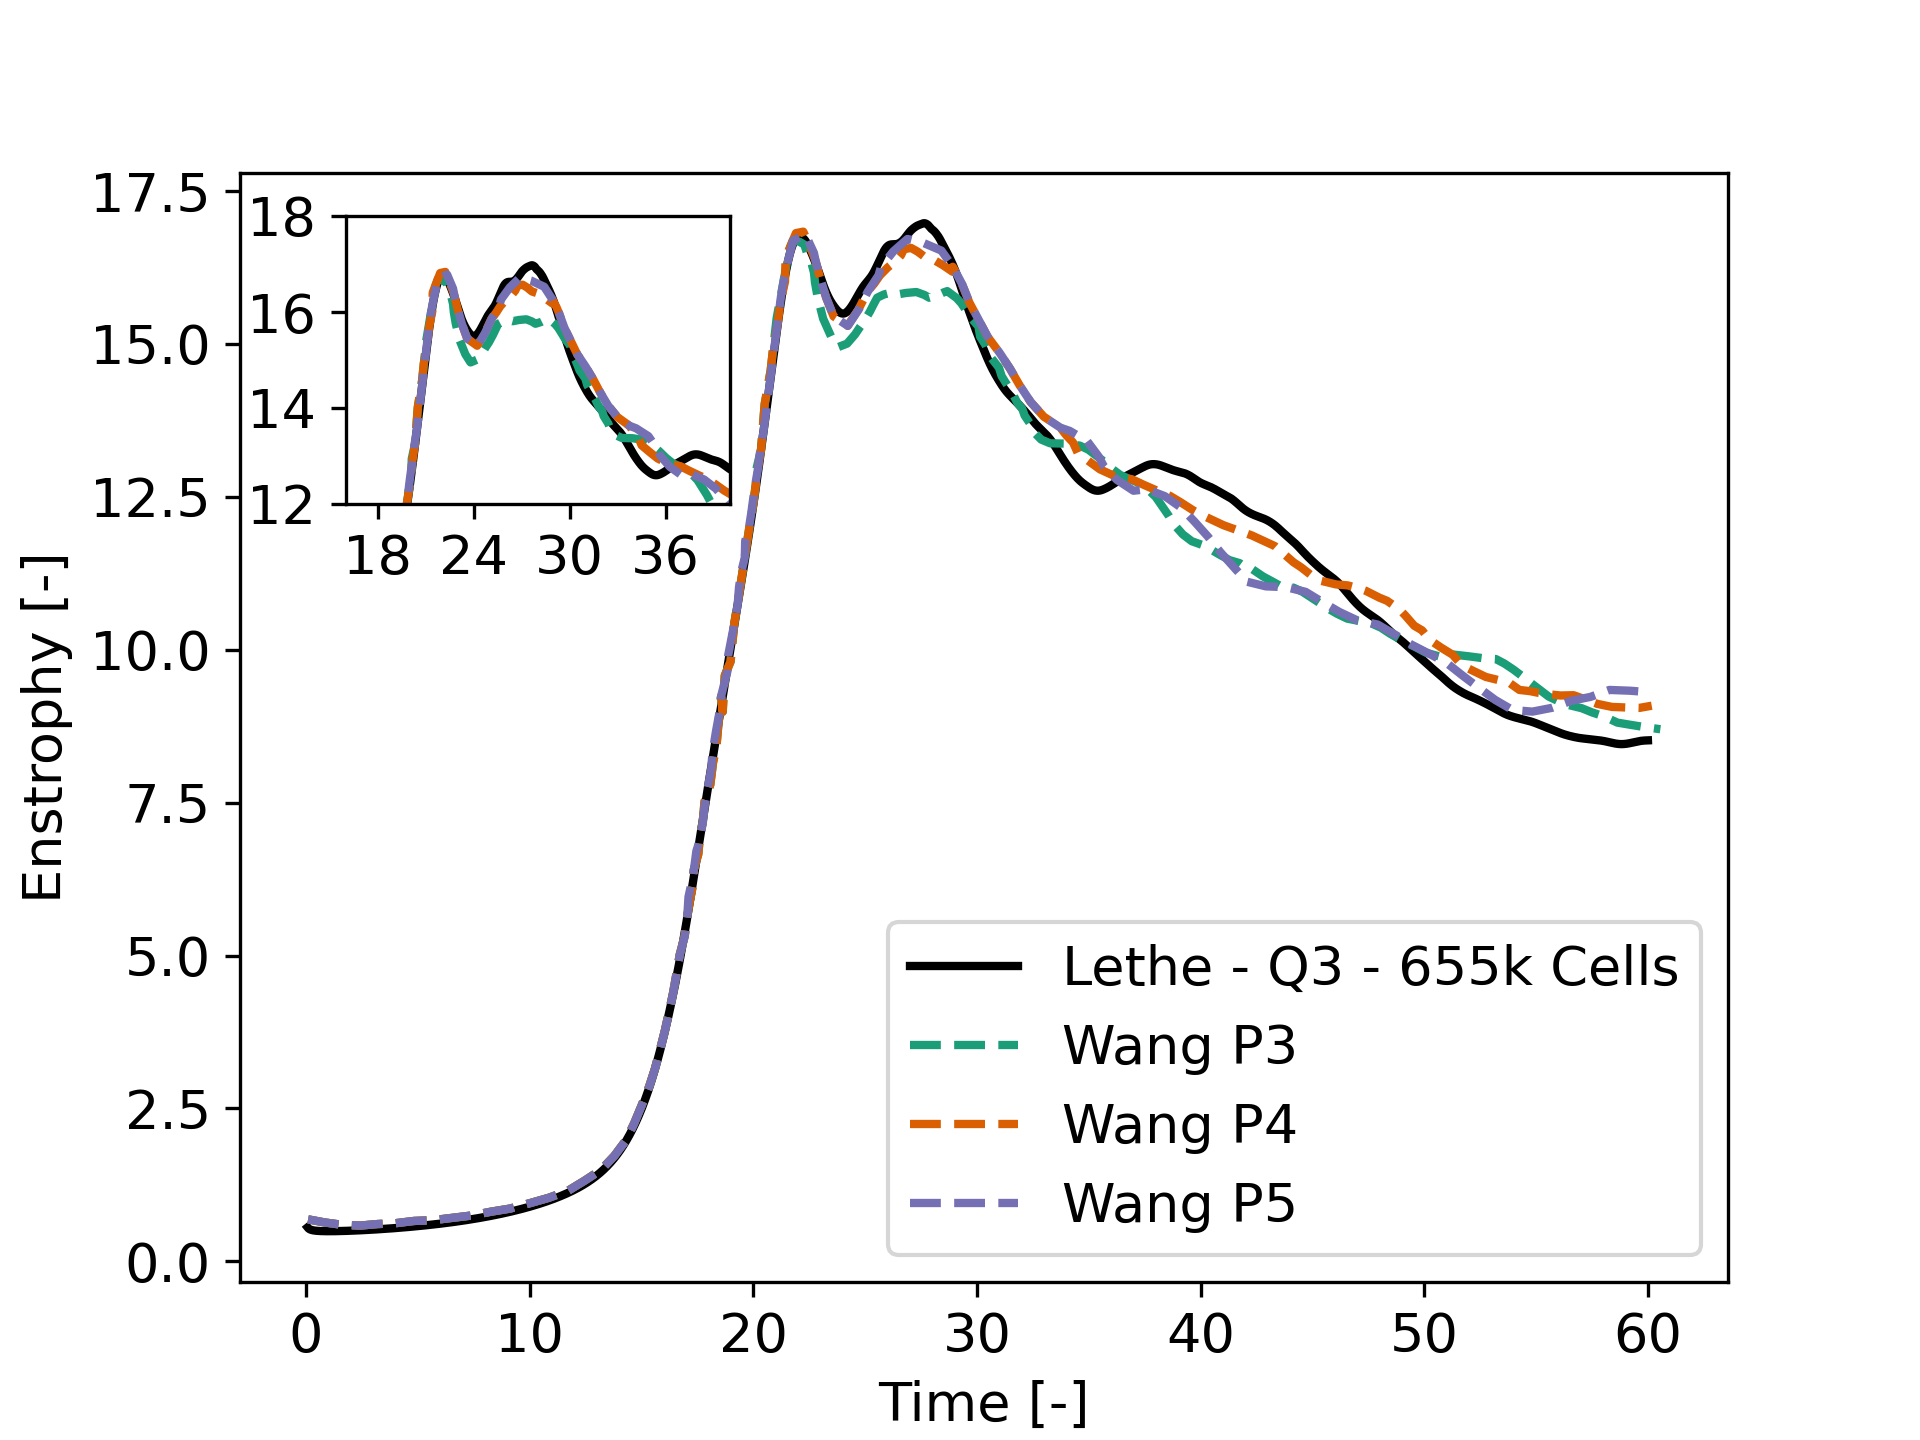 17.5
15.0
12.5
10.0
7.5
5.0
2.5
0.0
Enstrophy [-]
18
16
14
12
18 24 30 36
Lethe - Q3 - 655k Cells
Wang P3
Wang P4
Wang P5
0 10 20 30 40 50 60
Time [-]